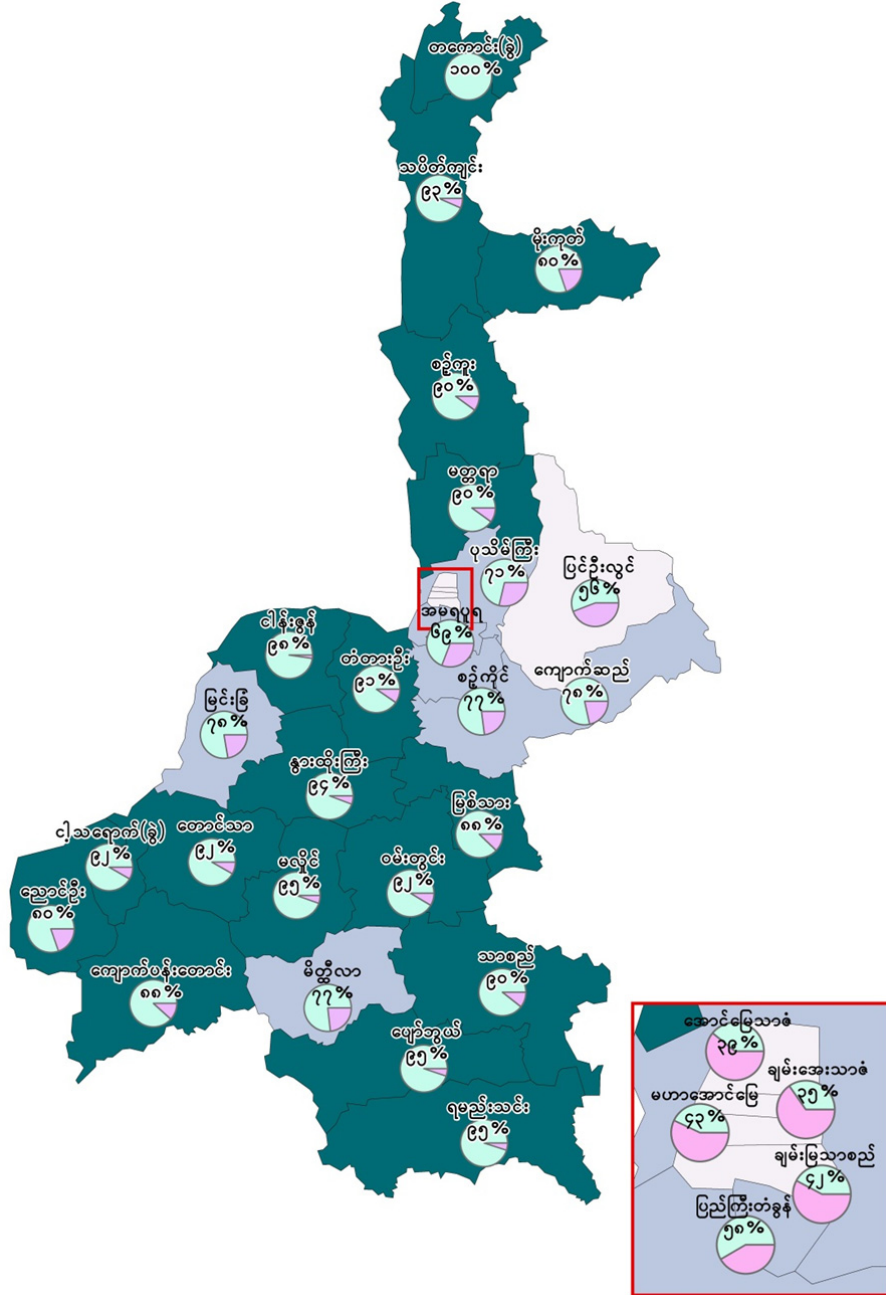 တကောင်း(ခွဲ)
၁၀၀%
သပိတ်ကျင်း
၉၃%
မိုးကုတ်
၈၀%
စဉ့်ကူး
၉၀%
မတ္တရာ
၉၀%
ပုသိမ်ကြီး
၇၁%
ပြင်ဦးလွင်
၅၆%
အမရပူရ
၆၉%
ငါန်းဇွန်
၉၈%
တံတားဦး
၉၁%
စဉ့်ကိုင်
၇၇%
ကျောက်ဆည်
၇၈%
မြင်းခြံ
၇၈%
နွားထိုးကြီး
၉၄%
မြစ်သား
၈၈%
ငါ့သရောက်(ခွဲ)
၉၂%
တောင်သာ
၉၂%
မလှိုင်
၉၅%
ဝမ်းတွင်း
၉၂%
ညောင်ဦး
၈၀%
ကျောက်ပန်းတောင်း
၈၈%
မိတ္ထီလာ
၇၇%
သာစည်
၉၀%
ပျော်ဘွယ်
၉၅%
ရမည်းသင်း
၉၅%
အောင်မြေသာဇံ
၃၉%
ချမ်းအေးသာဇံ
၃၅%
မဟာအောင်မြေ
၄၃%
ချမ်းမြသာစည်
၄၂%
ပြည်ကြီးတံခွန်
၅၈%